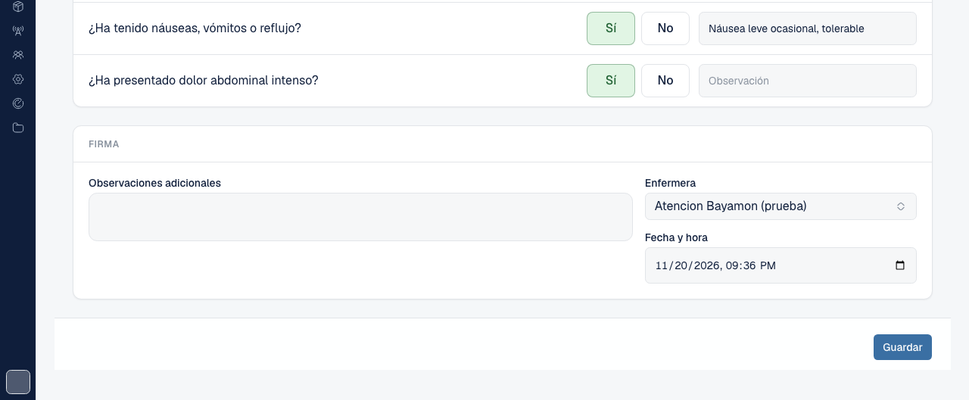 ¿Ha tenido náuseas, vómitos o reflujo? Sí No Náusea leve ocasional, tolerable
¿Ha presentado dolor abdominal intenso? Sí No Observación
FIRMA
Observaciones adicionales
Enfermera
Atencion Bayamon (prueba)
Fecha y hora
11/20/2026, 09:36 PM
Guardar